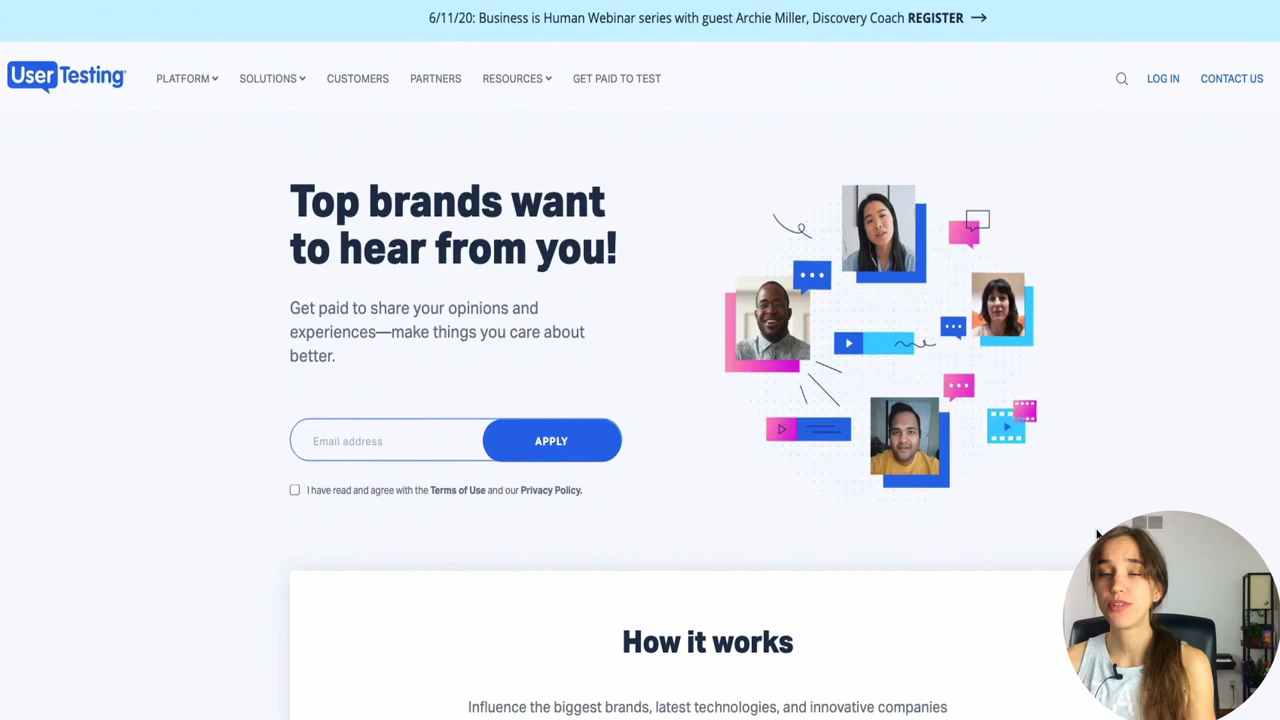 6/11/20: Business is Human Webinar series with guest Archie Miller, Discovery Coach REGISTER
UserTesting
PLATFORM SOLUTIONS CUSTOMERS PARTNERS RESOURCES GET PAID TO TEST
LOG IN CONTACT US
Top brands want
to hear from you!
Get paid to share your opinions and
experiences—make things you care about
better.
Email address
APPLY
I have read and agree with the Terms of Use and our Privacy Policy.
How it works
Influence the biggest brands, latest technologies, and innovative companies